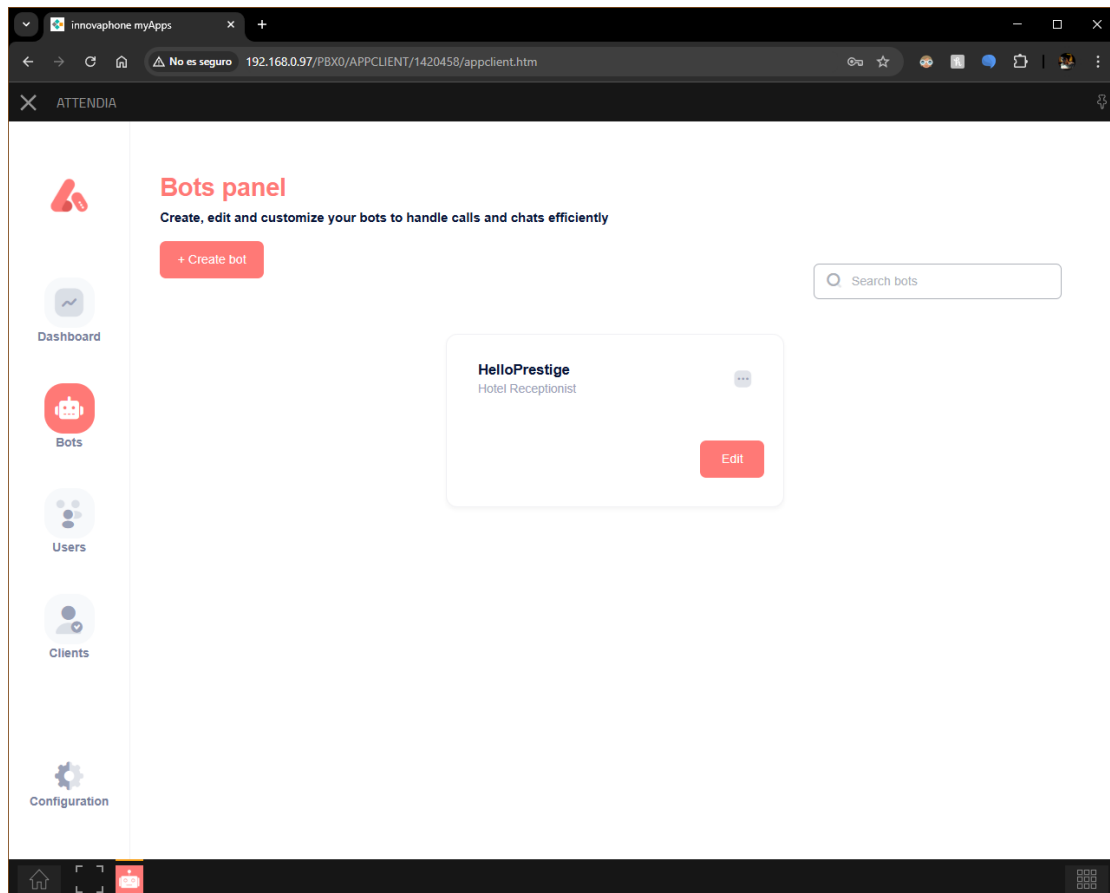 innovaphone myApps
No es seguro 192.168.0.97/PBX0/APPCLIENT/1420458/appclient.htm
ATTENDIA
Bots panel
Create, edit and customize your bots to handle calls and chats efficiently
+ Create bot
Search bots
Dashboard
HelloPrestige
Hotel Receptionist
Edit
Bots
Users
Clients
Configuration